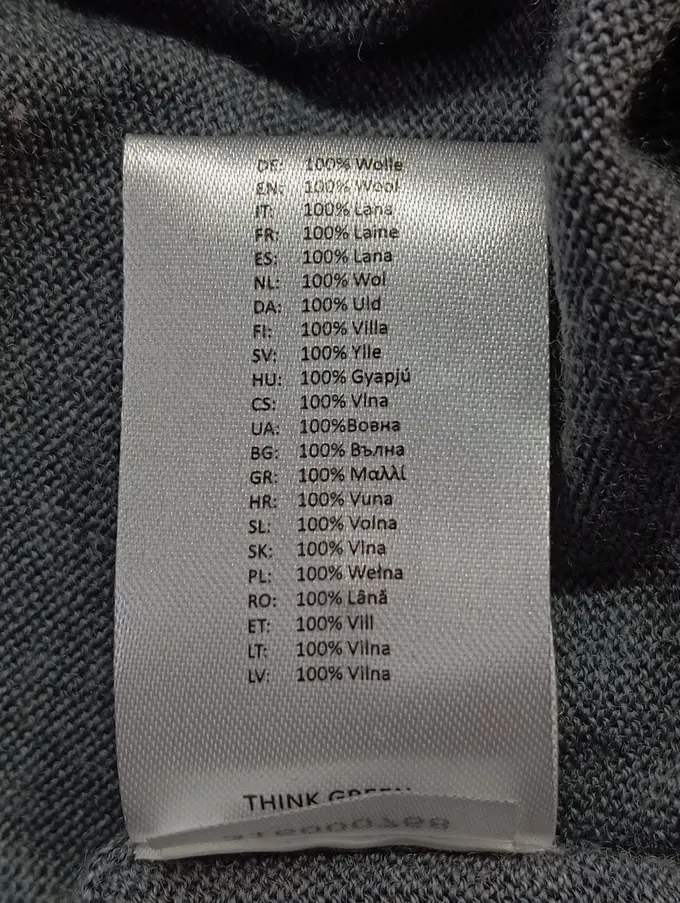 DE: 100% Wolle
EN: 100% Wool
IT: 100% Lana
FR: 100% Laine
ES: 100% Lana
NL: 100% Wol
DA: 100% Uld
FI: 100% Villa
SV: 100% Ylle
HU: 100% Gyapjú
CS: 100% Vlna
UA: 100%Вовна
BG: 100% Вълна
GR: 100% Μαλλί
HR: 100% Vuna
SL: 100% Volna
SK: 100% Vlna
PL: 100% Wełna
RO: 100% Lână
ET: 100% Vill
LT: 100% Vilna
LV: 100% Vilna
THINK GREEN